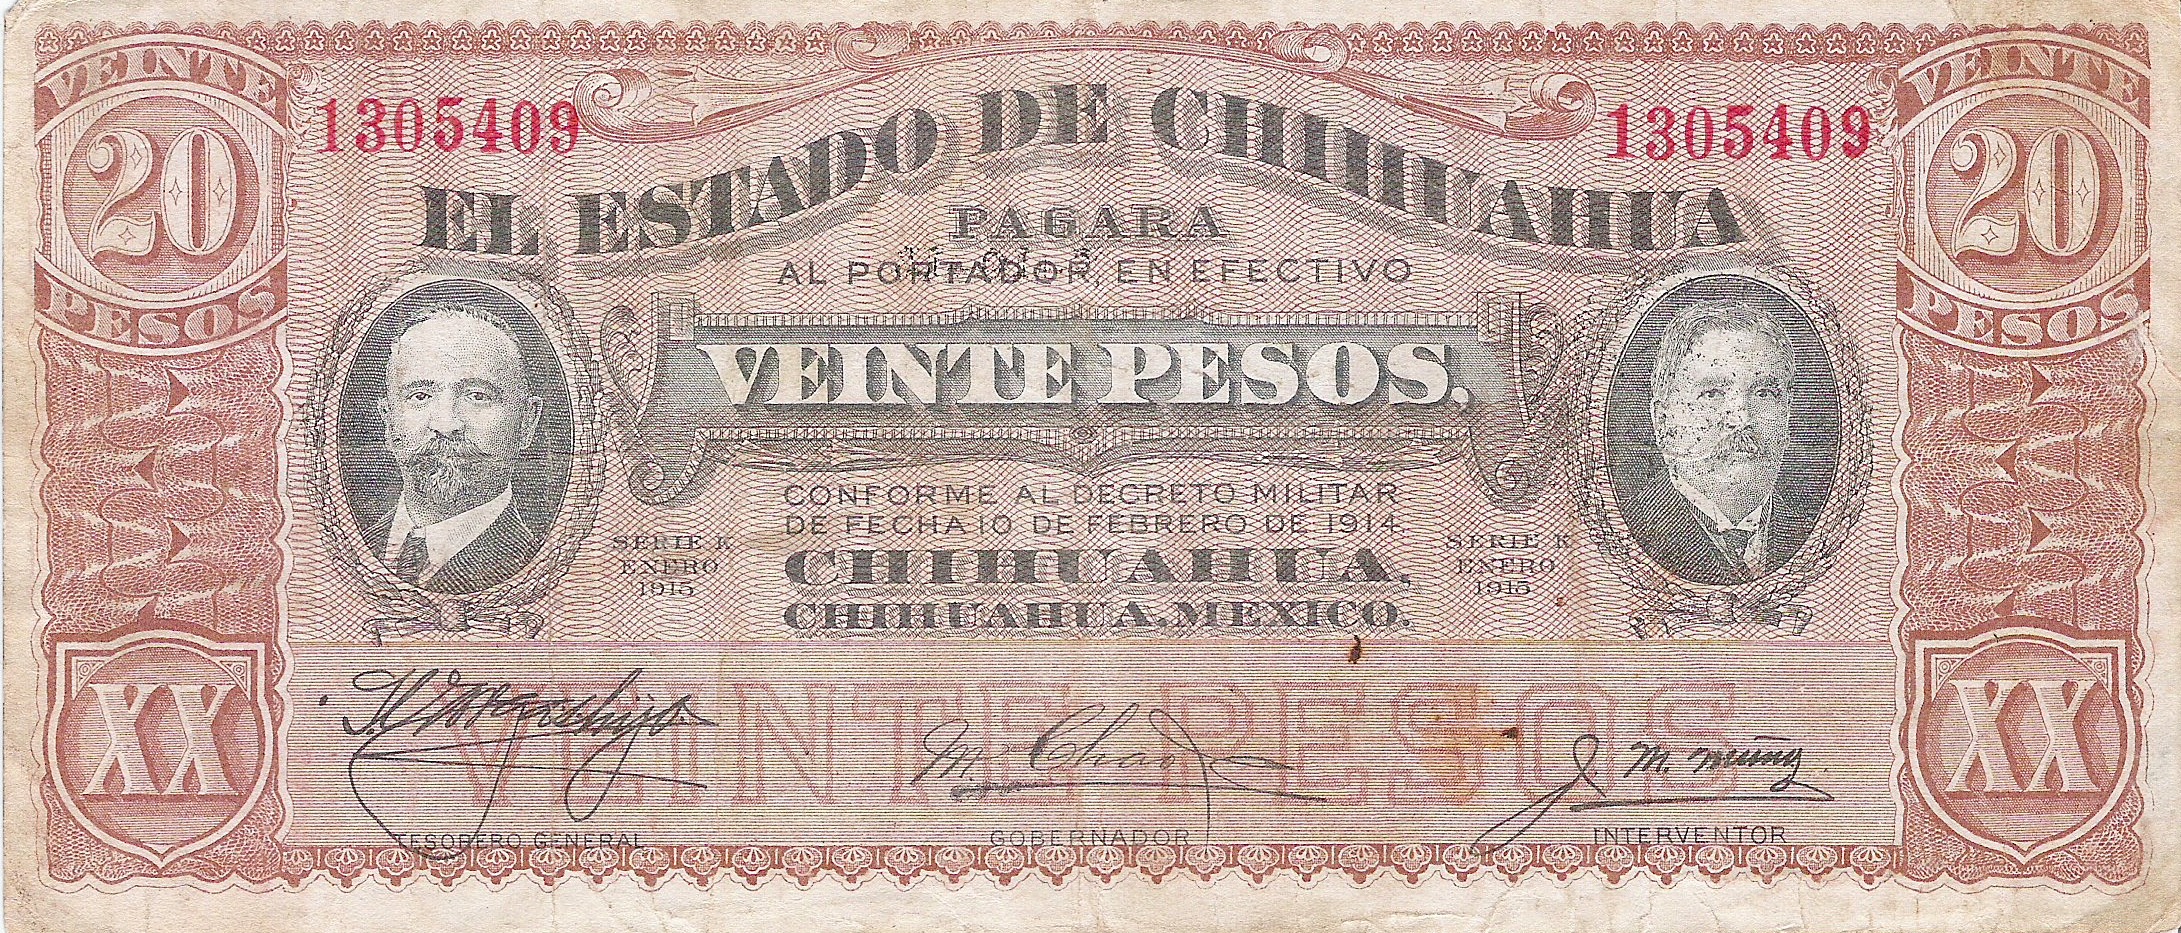 VEINTE
20
PESOS
1305409
EL ESTADO DE CHIHUAHUA
1305409
VEINTE
20
PESOS
PAGARA
AL PORTADOR, EN EFECTIVO
VEINTE PESOS,
CONFORME AL DECRETO MILITAR
DE FECHA 10 DE FEBRERO DE 1914.
SERIE K
ENERO
1915
CHIHUAHUA,
CHIHUAHUA, MEXICO.
SERIE K
ENERO
1915
VEINTE PESOS
XX
XX
M. Chao
TESORERO GENERAL
GOBERNADOR
INTERVENTOR